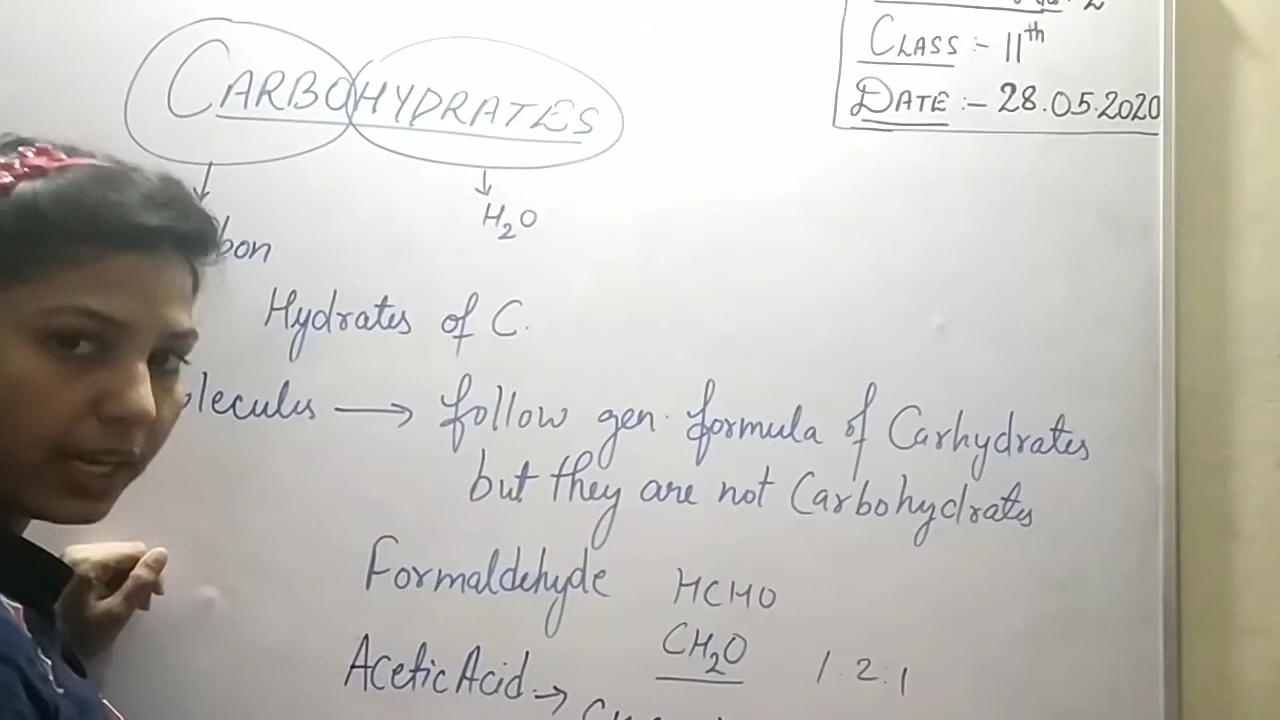 CLASS :- 11th
DATE :- 28.05.2020
CARBOHYDRATES
H2O
bon
Hydrates of C.
leculus → follow gen. formula of Carhydrates
but they are not Carbohydrates
Formaldehyde HCHO
CH2O 1:2:1
Acetic Acid →